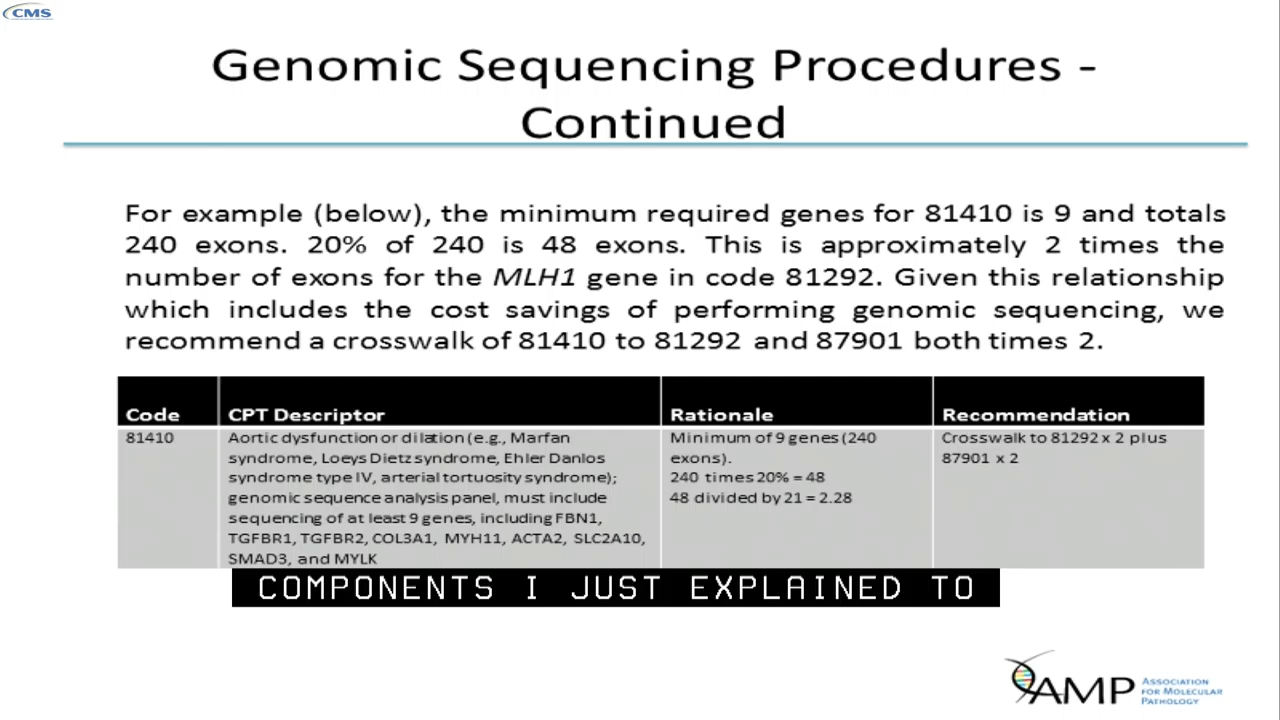 CMS
Genomic Sequencing Procedures -
Continued
For example (below), the minimum required genes for 81410 is 9 and totals
240 exons. 20% of 240 is 48 exons. This is approximately 2 times the
number of exons for the MLH1 gene in code 81292. Given this relationship
which includes the cost savings of performing genomic sequencing, we
recommend a crosswalk of 81410 to 81292 and 87901 both times 2.
Code CPT Descriptor Rationale Recommendation
81410 Aortic dysfunction or dilation (e.g., Marfan Minimum of 9 genes (240 Crosswalk to 81292 x 2 plus
syndrome, Loeys Dietz syndrome, Ehler Danlos exons). 87901 x 2
syndrome type IV, arterial tortuosity syndrome); 240 times 20% = 48
genomic sequence analysis panel, must include 48 divided by 21 = 2.28
sequencing of at least 9 genes, including FBN1,
TGFBR1, TGFBR2, COL3A1, MYH11, ACTA2, SLC2A10,
SMAD3, and MYLK
COMPONENTS I JUST EXPLAINED TO
AMP ASSOCIATION
FOR MOLECULAR
PATHOLOGY